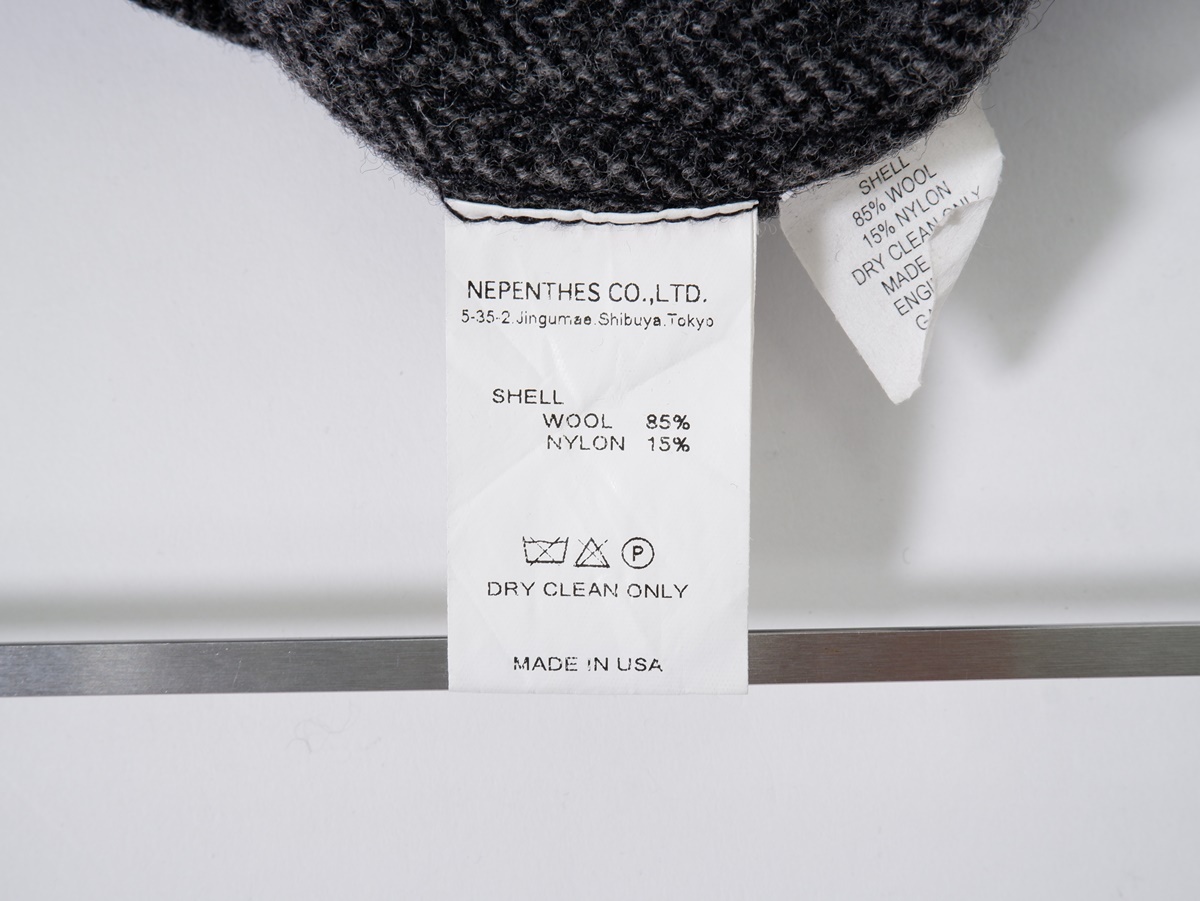 NEPENTHES CO.,LTD.
5-35-2.Jingumae.Shibuya.Tokyo
SHELL
WOOL 85%
NYLON 15%
P
DRY CLEAN ONLY
MADE IN USA
SHELL
85% WOOL
15% NYLON
DRY CLEAN ONLY
MADE